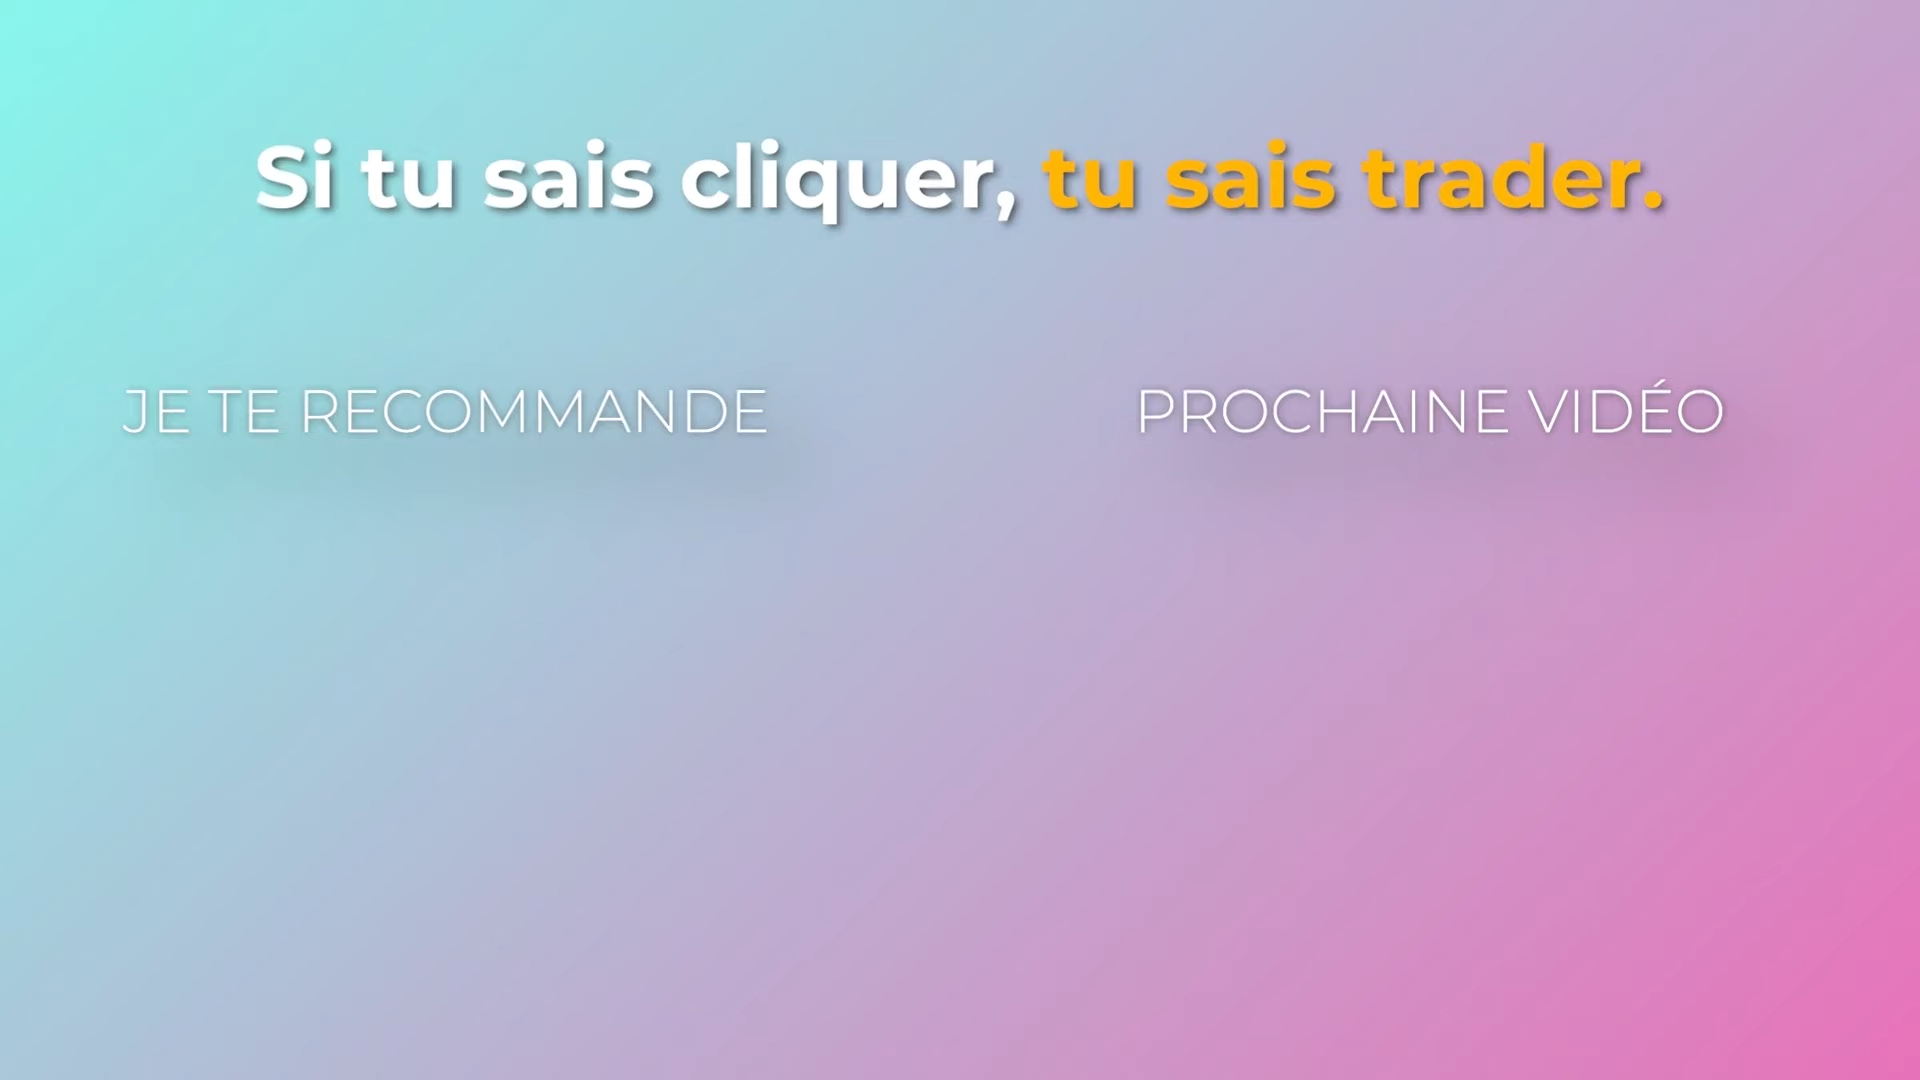 Si tu sais cliquer, tu sais trader.
JE TE RECOMMANDE
PROCHAINE VIDÉO